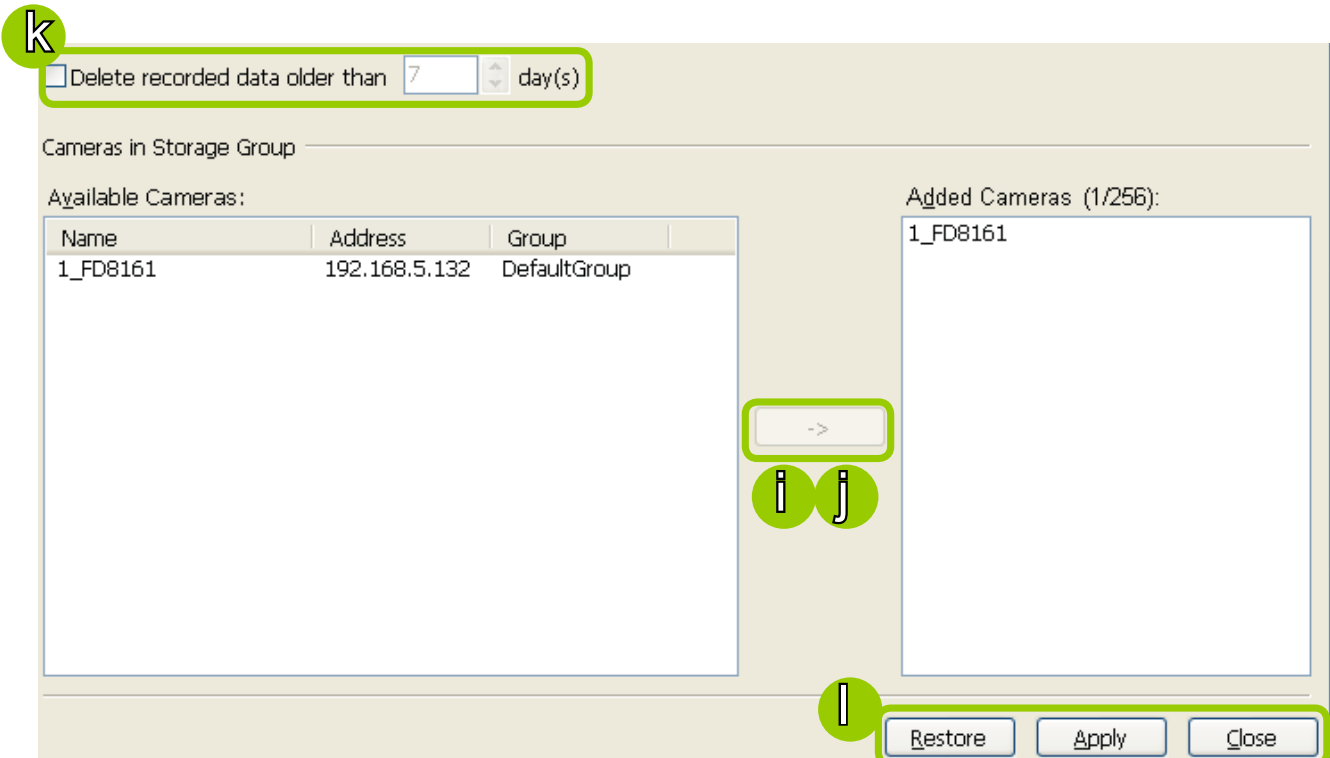 k
Delete recorded data older than 7 day(s)
Cameras in Storage Group
Available Cameras:
Added Cameras (1/256):
Name Address Group
1_FD8161 192.168.5.132 DefaultGroup
1_FD8161
->
i j
l
Restore Apply Close